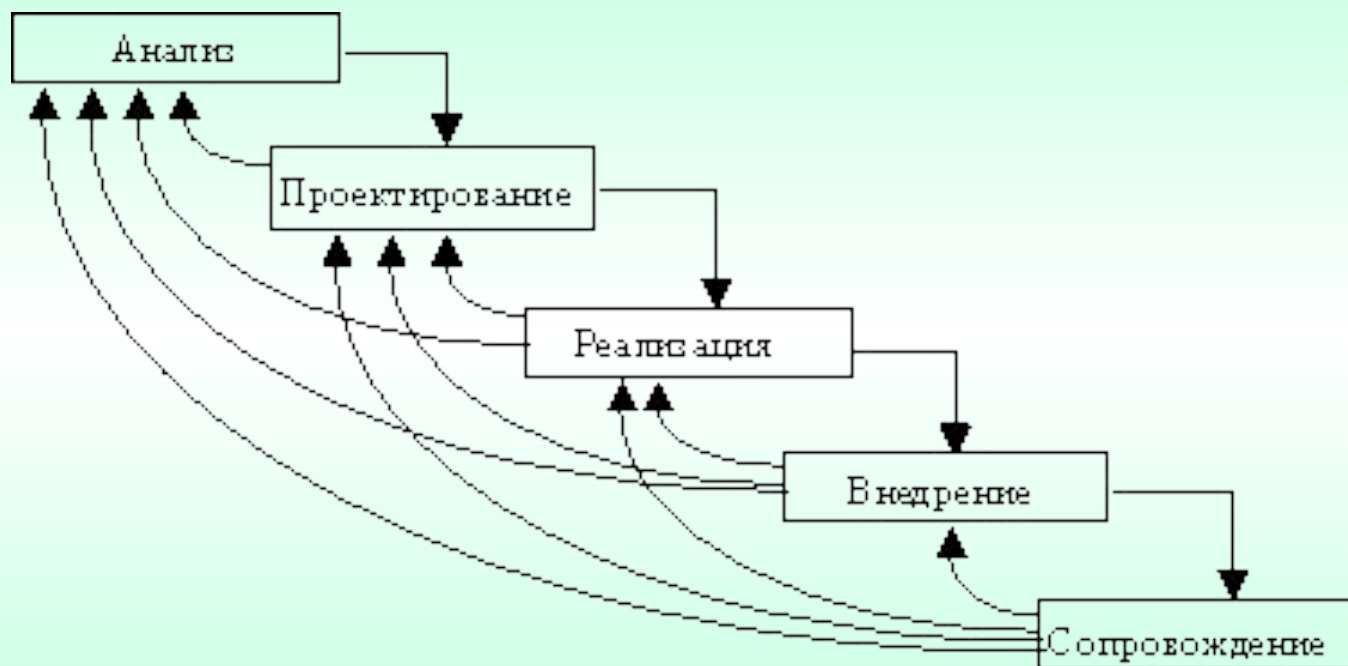 Анализ
Проектирование
Реализация
Внедрение
Сопровождение